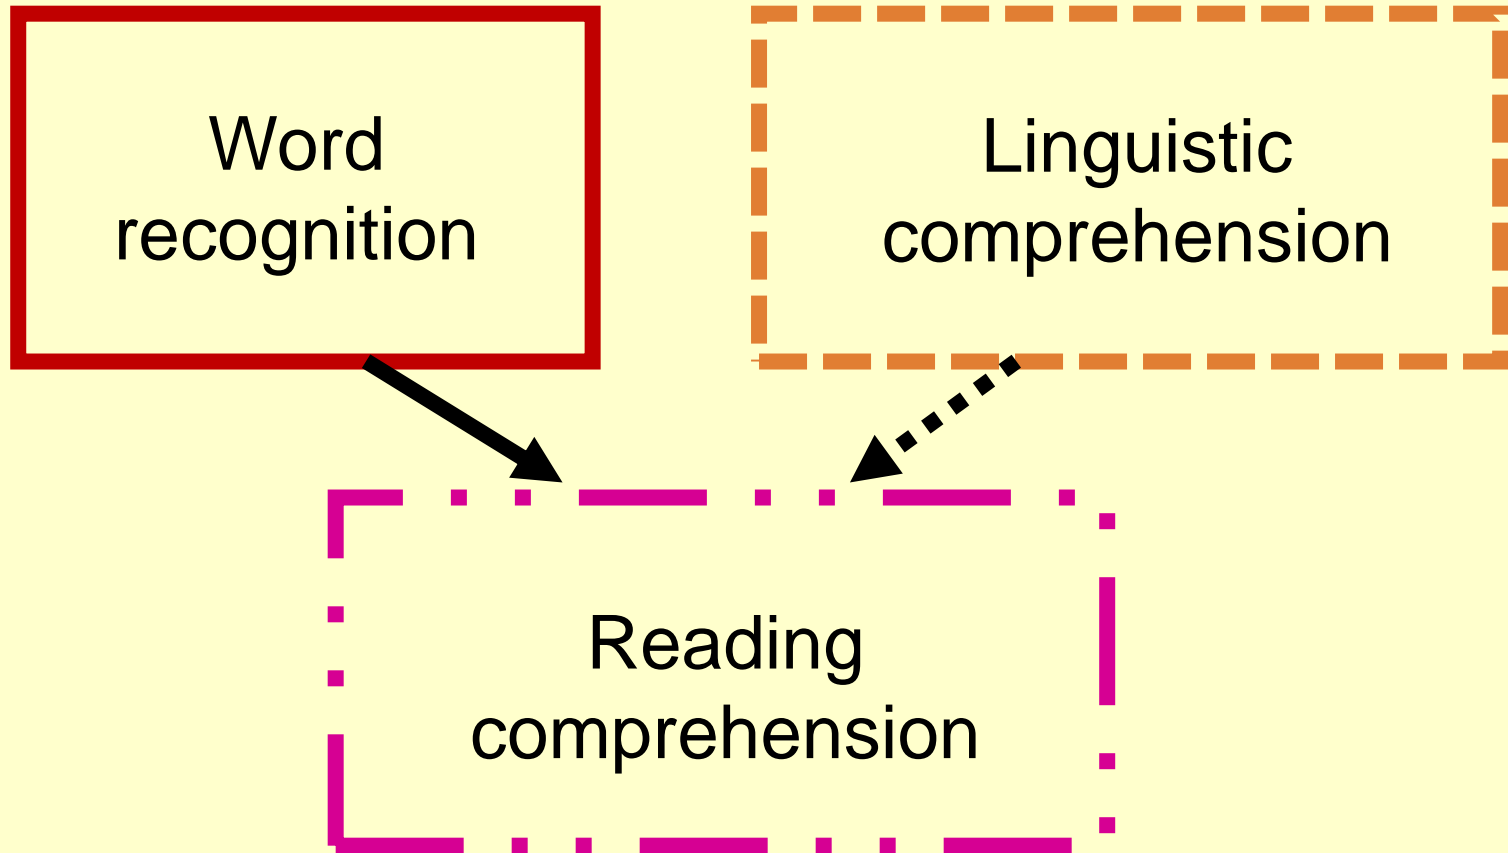 Word
recognition
Linguistic
comprehension
Reading
comprehension